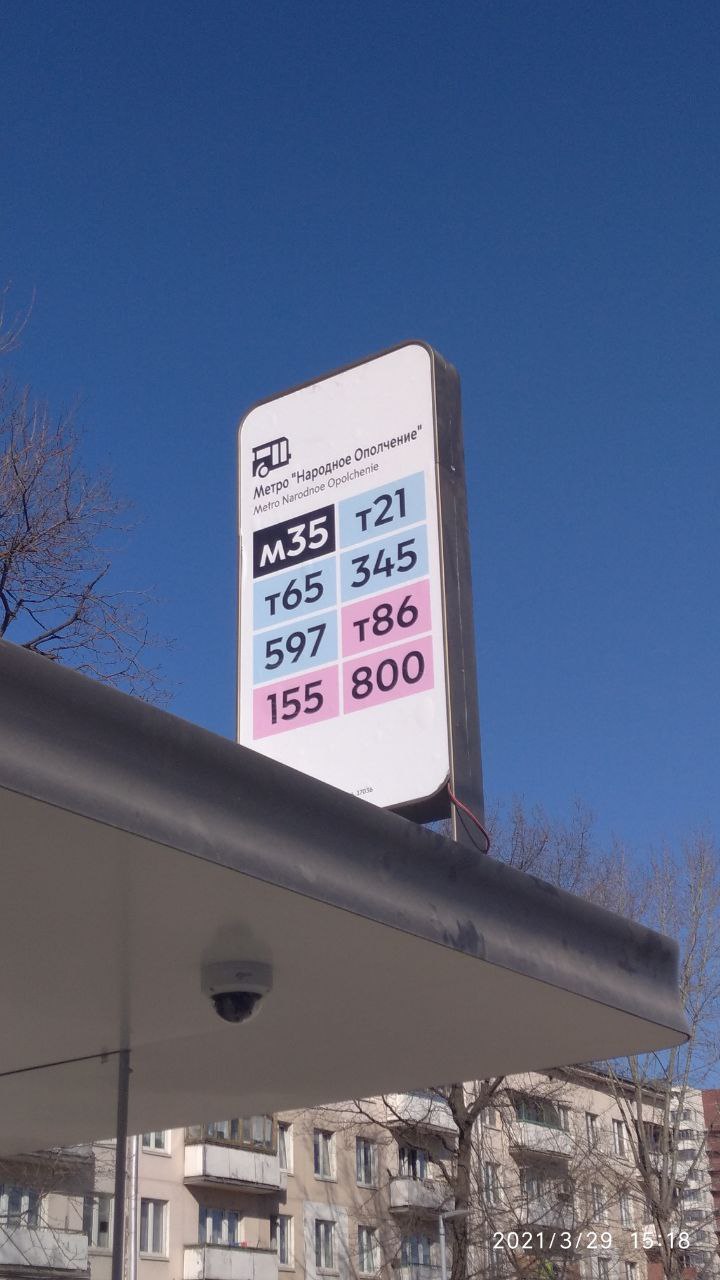 Метро "Народное Ополчение"
Metro Narodnoe Opolchenie
м35 т21
т65 345
597 т86
155 800
17036
2021/3/29 15:18